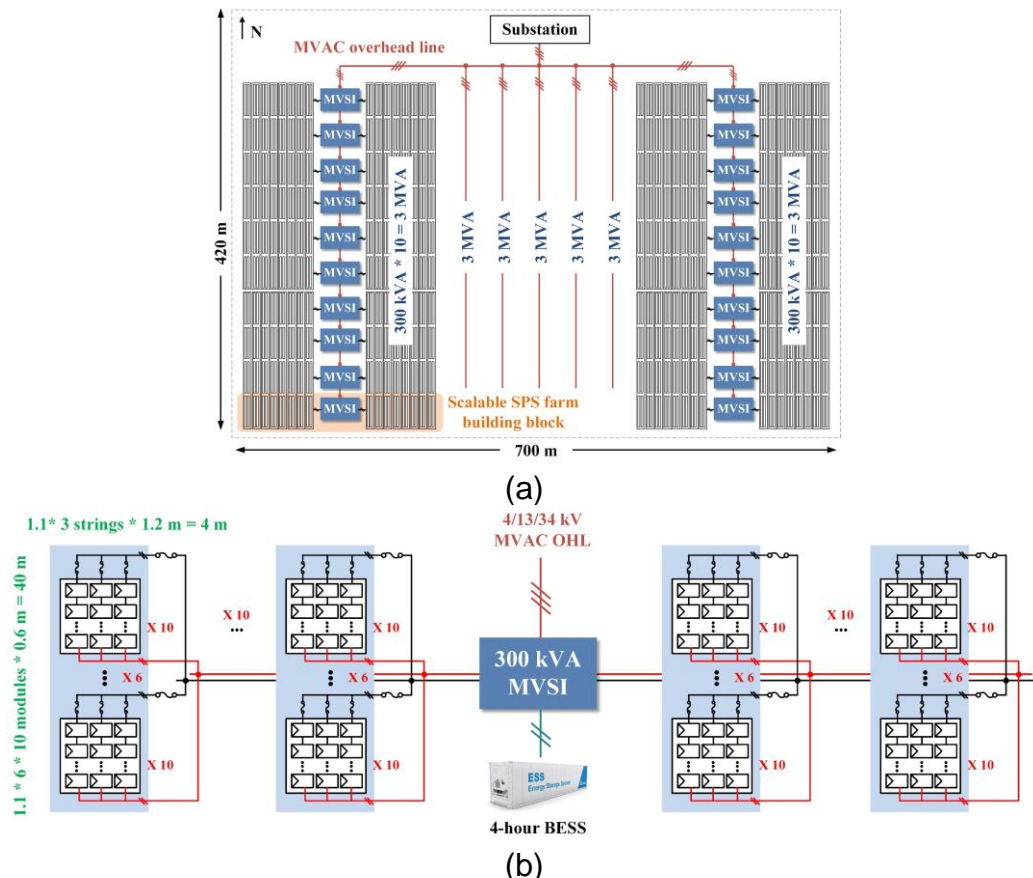 N
Substation
MVAC overhead line
MVSI
MVSI
MVSI
MVSI
MVSI
MVSI
MVSI
MVSI
MVSI
MVSI
300 kVA * 10 = 3 MVA
3 MVA
3 MVA
3 MVA
3 MVA
3 MVA
MVSI
MVSI
MVSI
MVSI
MVSI
MVSI
MVSI
MVSI
MVSI
MVSI
300 kVA * 10 = 3 MVA
420 m
Scalable SPS farm
building block
700 m
(a)
1.1* 3 strings * 1.2 m = 4 m
4/13/34 kV
MVAC OHL
1.1 * 6 * 10 modules * 0.6 m = 40 m
X 10
X 10
...
X 10
X 10
X 10
...
X 10
300 kVA
MVSI
X 6
X 6
X 6
X 6
X 10
X 10
X 10
X 10
ESS
Energy Storage System
4-hour BESS
(b)